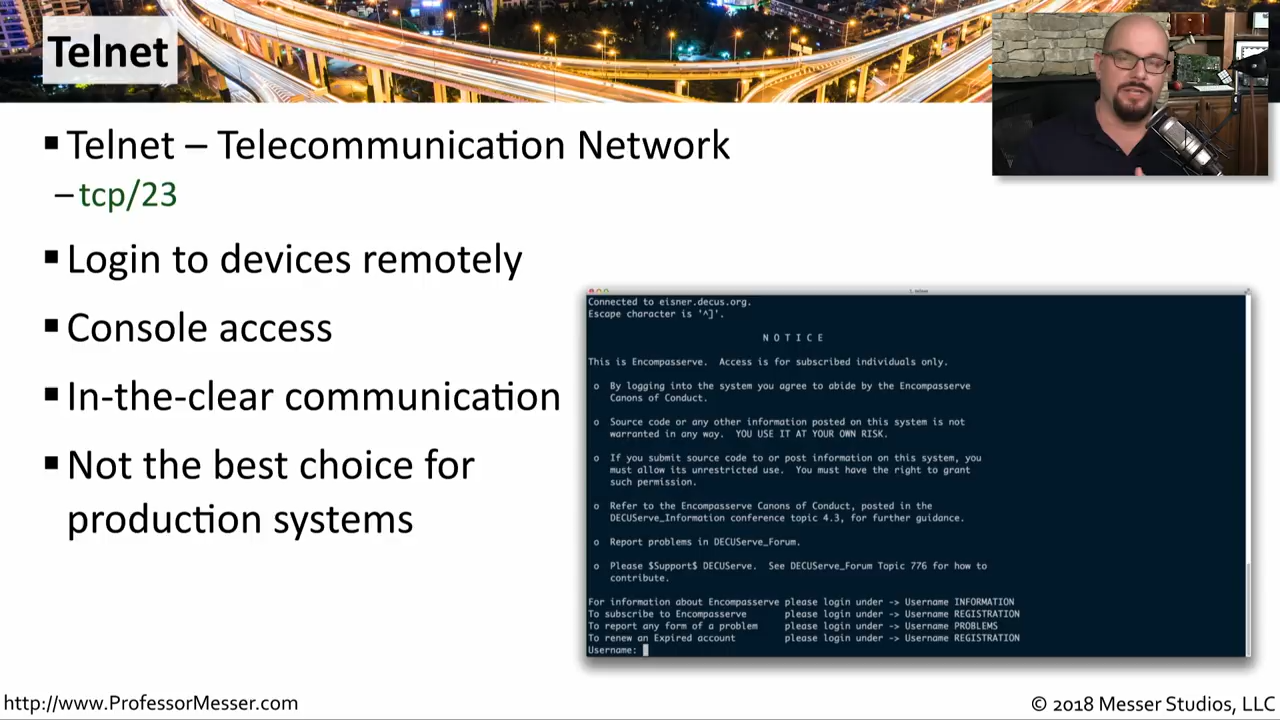 Telnet
▪ Telnet – Telecommunication Network
– tcp/23
▪ Login to devices remotely
▪ Console access
▪ In-the-clear communication
▪ Not the best choice for
production systems
Connected to eisner.decus.org.
Escape character is '^]'.
N O T I C E
This is Encompasserve. Access is for subscribed individuals only.
o By logging into the system you agree to abide by the Encompasserve
Canons of Conduct.
o Source code or any other information posted on this system is not
warranted in any way. YOU USE IT AT YOUR OWN RISK.
o If you submit source code to or post information on this system, you
must allow its unrestricted use. You must have the right to grant
such permission.
o Refer to the Encompasserve Canons of Conduct, posted in the
DECUServe_Information conference topic 4.3, for further guidance.
o Report problems in DECUServe_Forum.
o Please $Support$ DECUServe. See DECUServe_Forum Topic 776 for how to
contribute.
For information about Encompasserve please login under -> Username INFORMATION
To subscribe to Encompasserve please login under -> Username REGISTRATION
To report any form of a problem please login under -> Username PROBLEMS
To renew an Expired account please login under -> Username REGISTRATION
Username:
http://www.ProfessorMesser.com
© 2018 Messer Studios, LLC